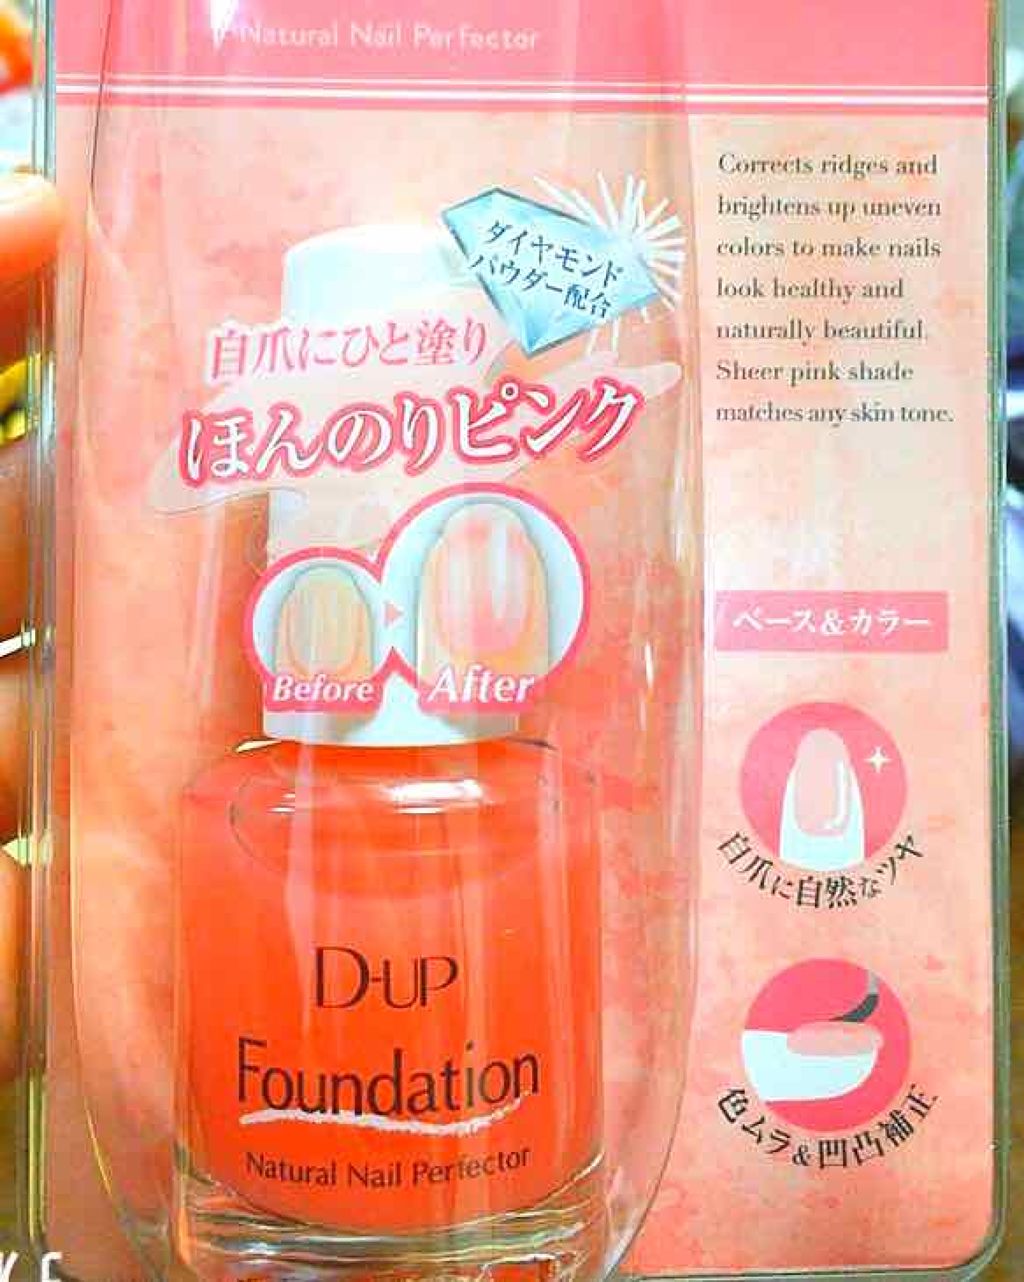 Natural Nail Perfector
Corrects ridges and
brightens up uneven
colors to make nails
look healthy and
naturally beautiful.
Sheer pink shade
matches any skin tone.
ダイヤモンド
パウダー配合
自爪にひと塗り
ほんのりピンク
Before After
ベース&カラー
自爪に自然なツヤ
色ムラ&凹凸補正
D-UP
Foundation
Natural Nail Perfector